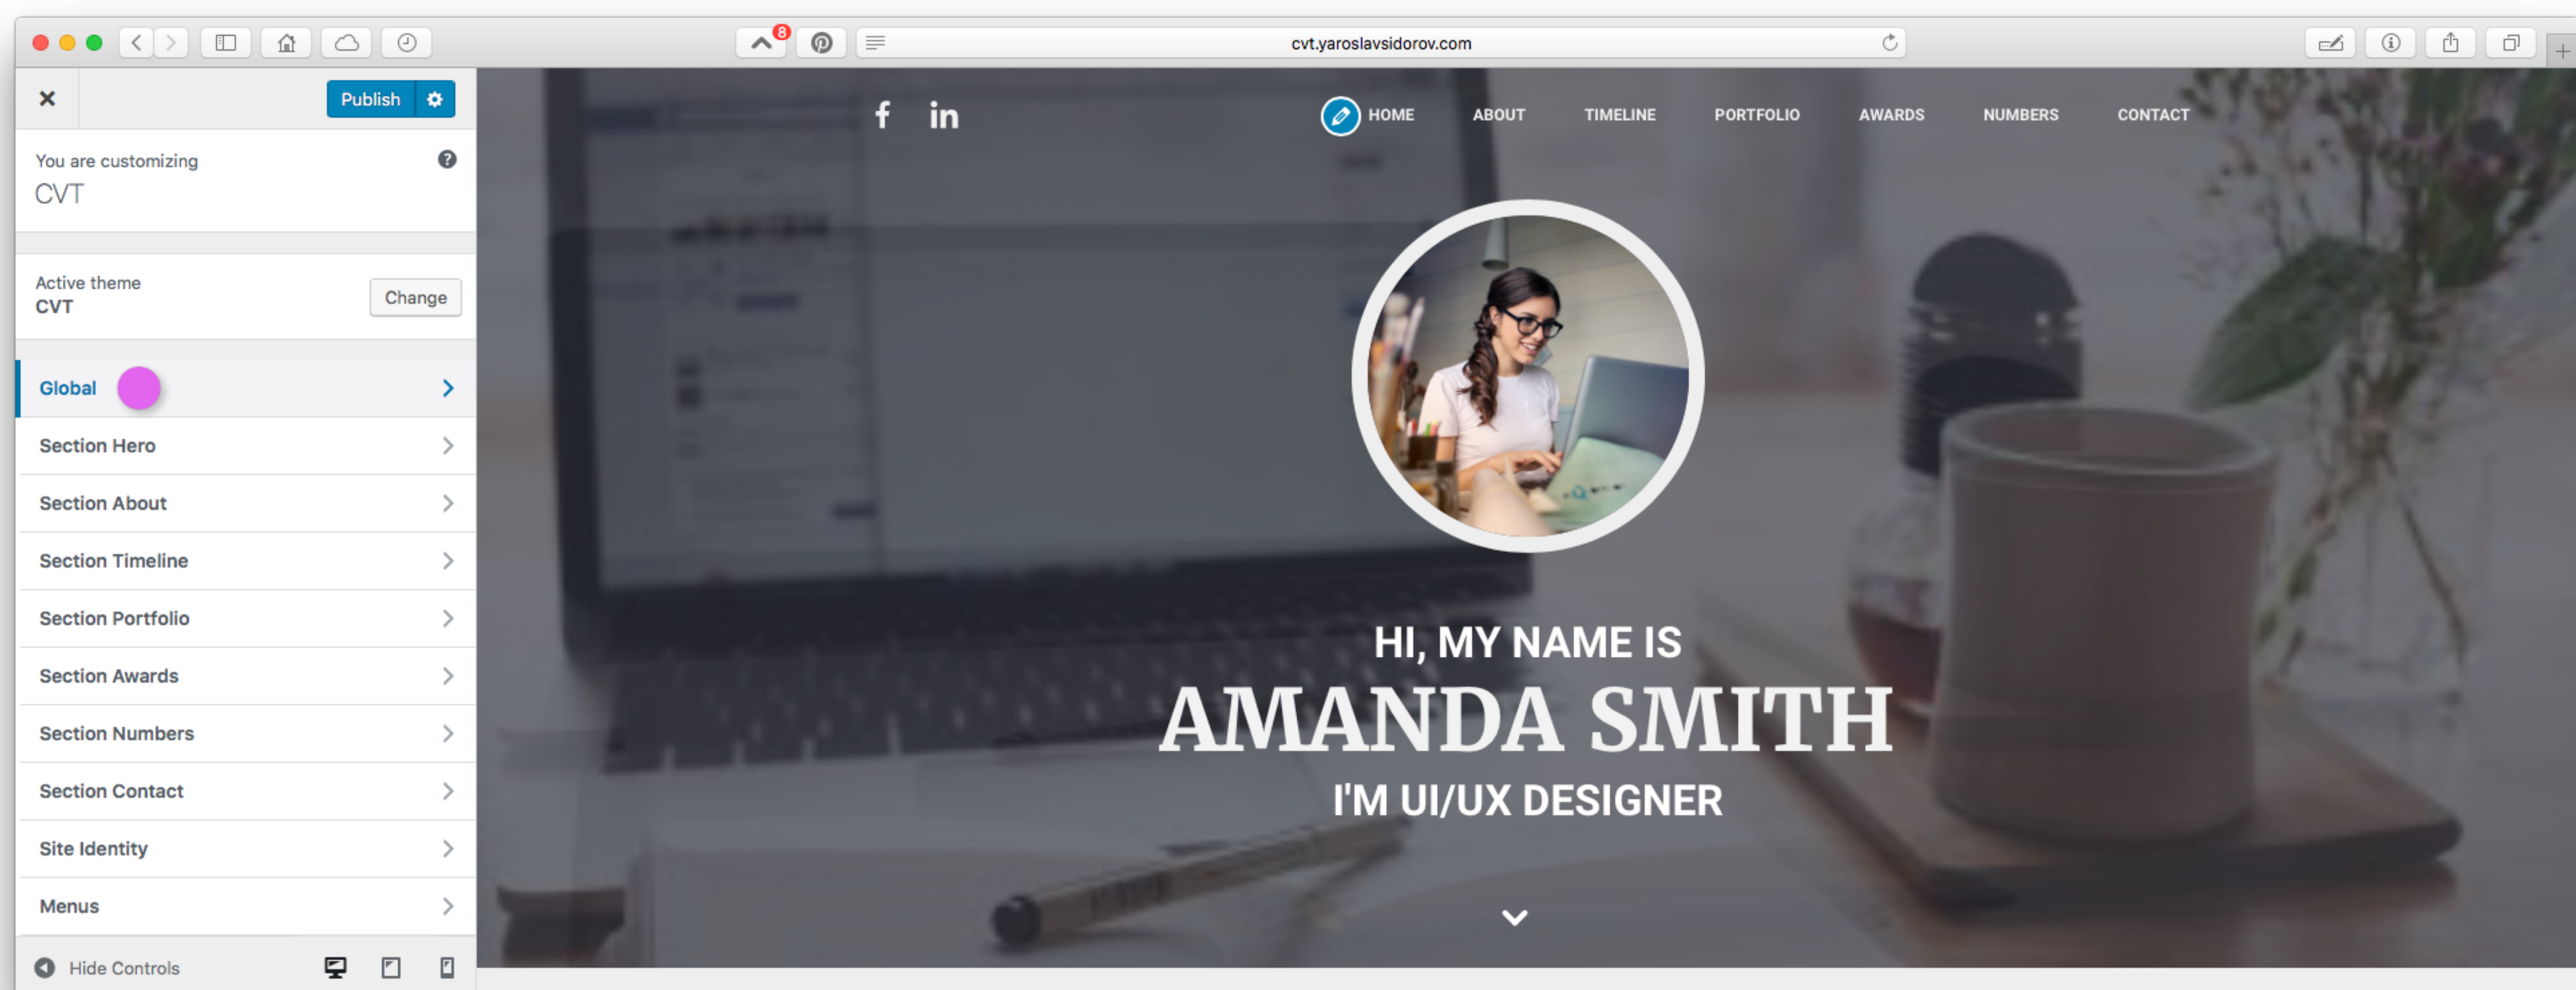 8
cvt.yaroslavsidorov.com
Publish
You are customizing
CVT
Active theme
CVT
Change
Global
Section Hero
Section About
Section Timeline
Section Portfolio
Section Awards
Section Numbers
Section Contact
Site Identity
Menus
Hide Controls
f in
HOME ABOUT TIMELINE PORTFOLIO AWARDS NUMBERS CONTACT
HI, MY NAME IS
AMANDA SMITH
I'M UI/UX DESIGNER